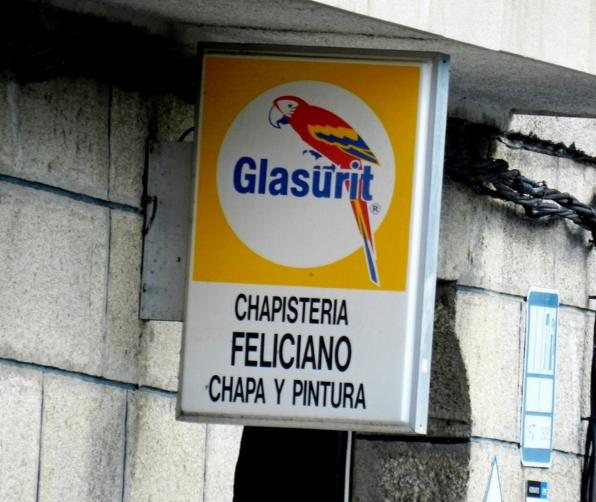 Glasurit
®
CHAPISTERIA
FELICIANO
CHAPA Y PINTURA